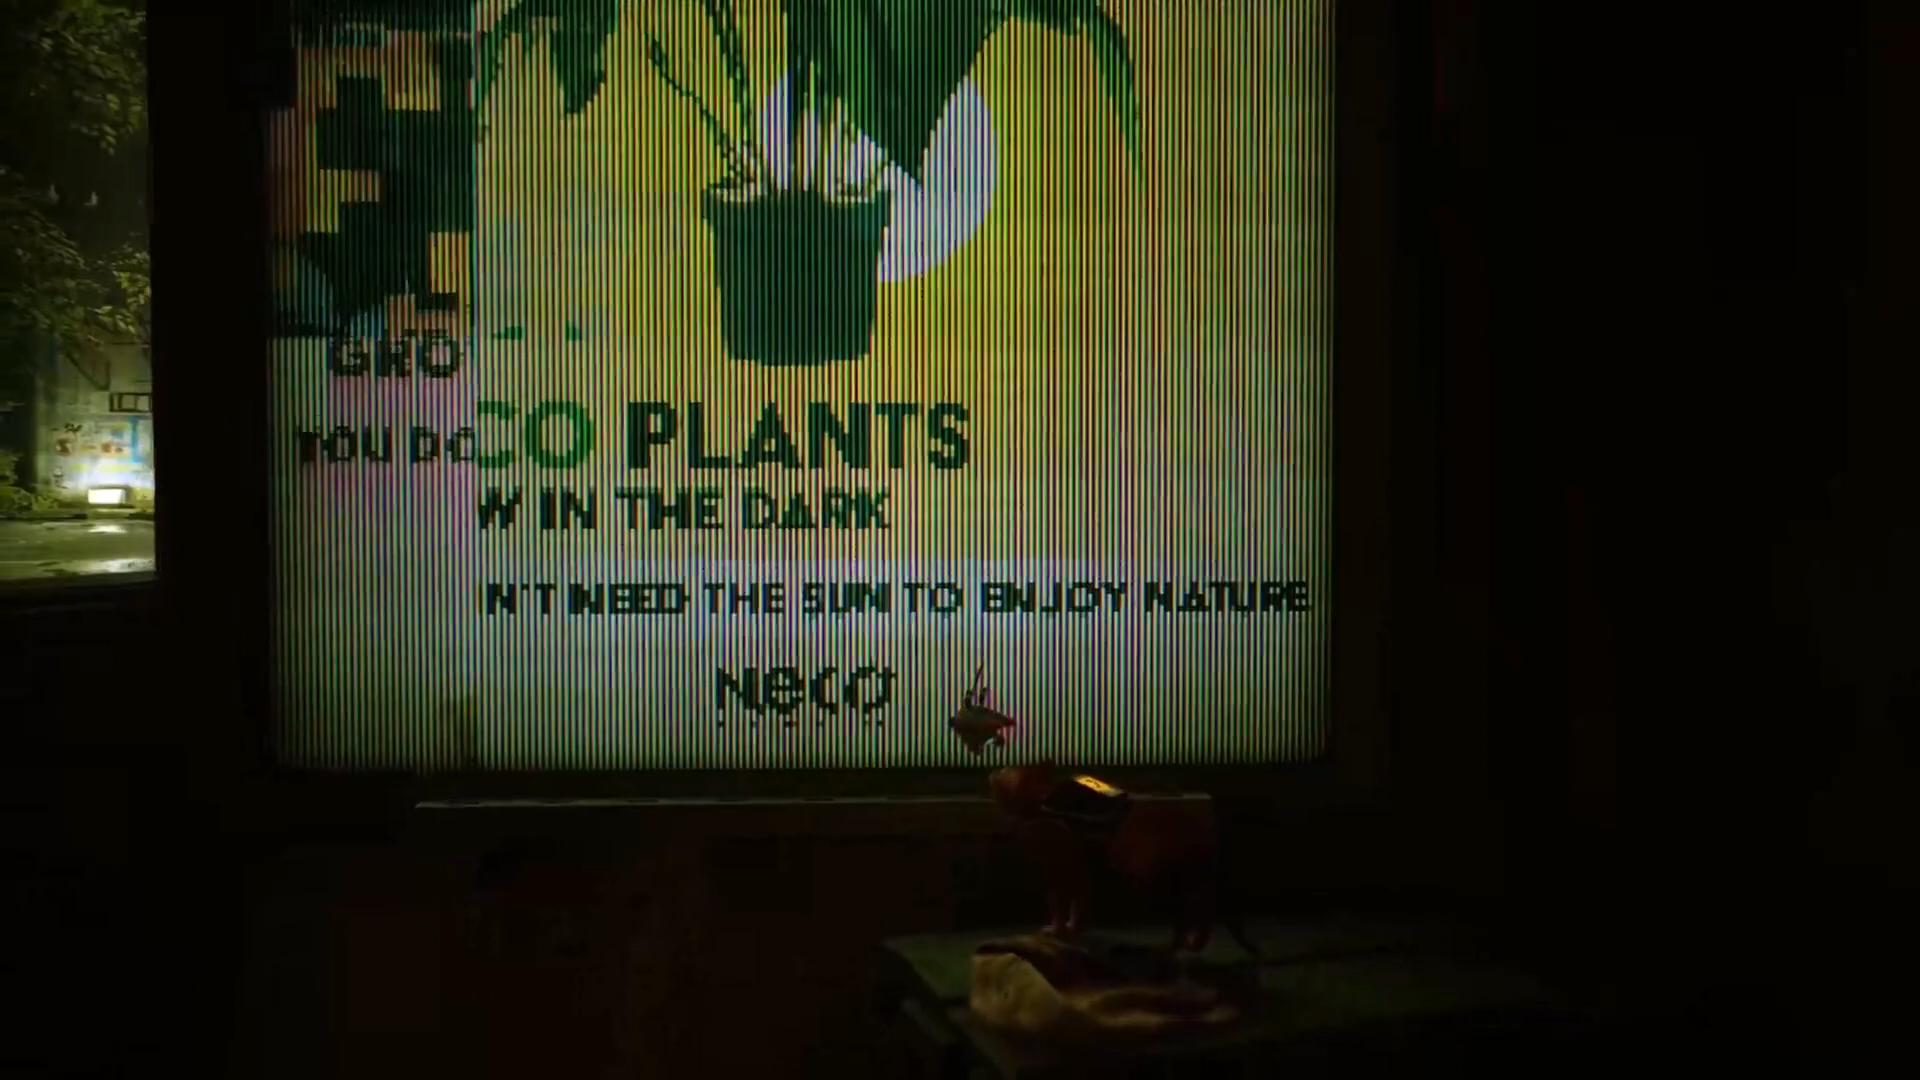 CO PLANTS
GRO
W IN THE DARK
YOU DO
N'T NEED THE SUN TO ENJOY NATURE
Neco